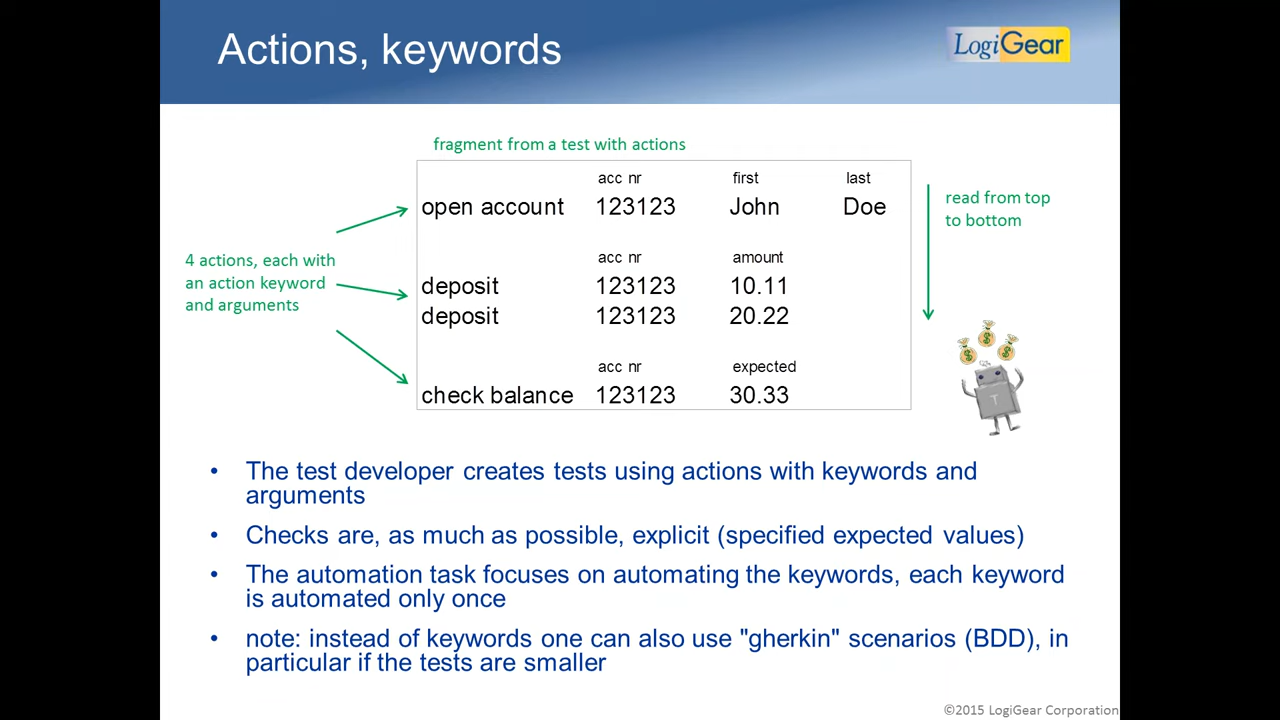 Actions, keywords
LogiGear
fragment from a test with actions
acc nr first last
open account 123123 John Doe
acc nr amount
deposit 123123 10.11
deposit 123123 20.22
acc nr expected
check balance 123123 30.33
4 actions, each with
an action keyword
and arguments
read from top
to bottom
T
• The test developer creates tests using actions with keywords and
arguments
• Checks are, as much as possible, explicit (specified expected values)
• The automation task focuses on automating the keywords, each keyword
is automated only once
• note: instead of keywords one can also use "gherkin" scenarios (BDD), in
particular if the tests are smaller
©2015 LogiGear Corporation